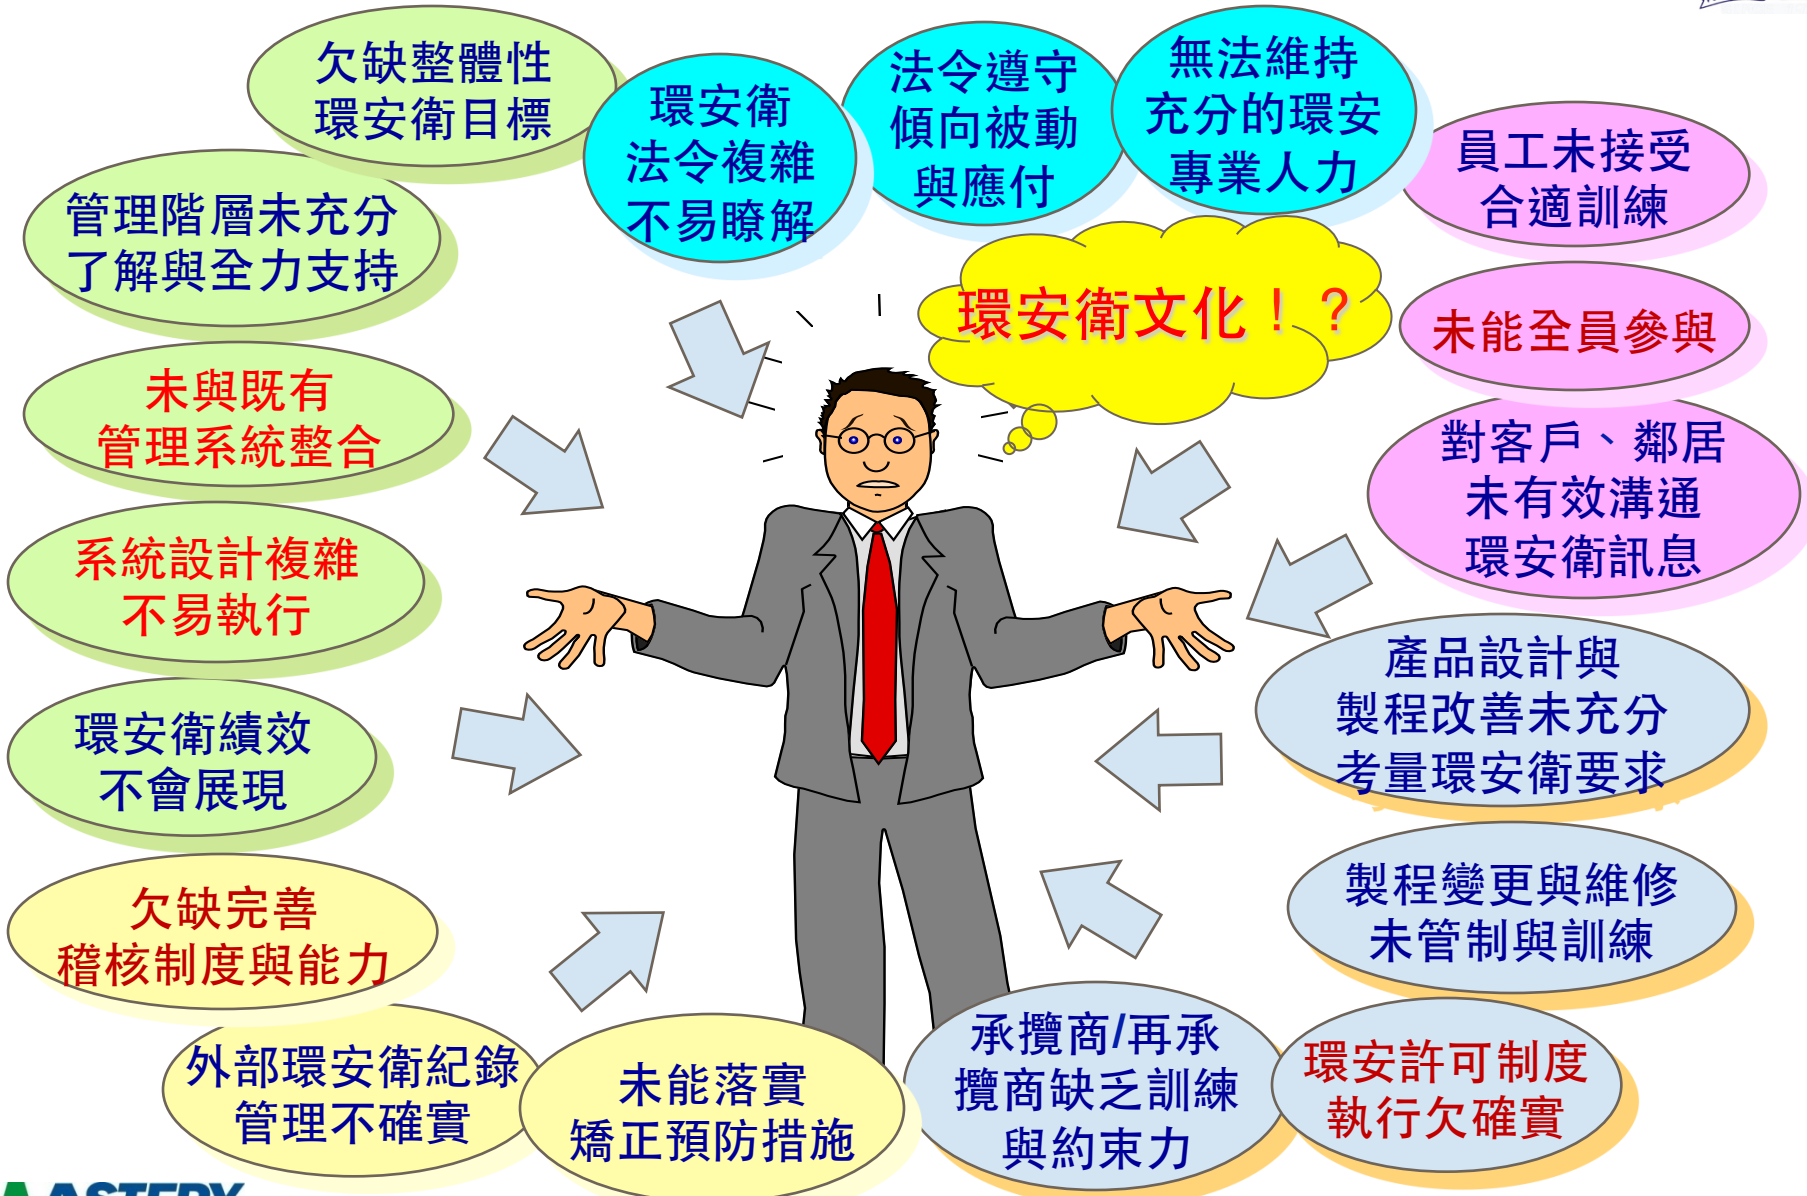 欠缺整體性
環安衛目標
環安衛
法令複雜
不易瞭解
法令遵守
傾向被動
與應付
無法維持
充分的環安
專業人力
員工未接受
合適訓練
管理階層未充分
了解與全力支持
環安衛文化！？
未能全員參與
未與既有
管理系統整合
對客戶、鄰居
未有效溝通
環安衛訊息
系統設計複雜
不易執行
產品設計與
製程改善未充分
考量環安衛要求
環安衛績效
不會展現
製程變更與維修
未管制與訓練
欠缺完善
稽核制度與能力
外部環安衛紀錄
管理不確實
未能落實
矯正預防措施
承攬商/再承
攬商缺乏訓練
與約束力
環安許可制度
執行欠確實